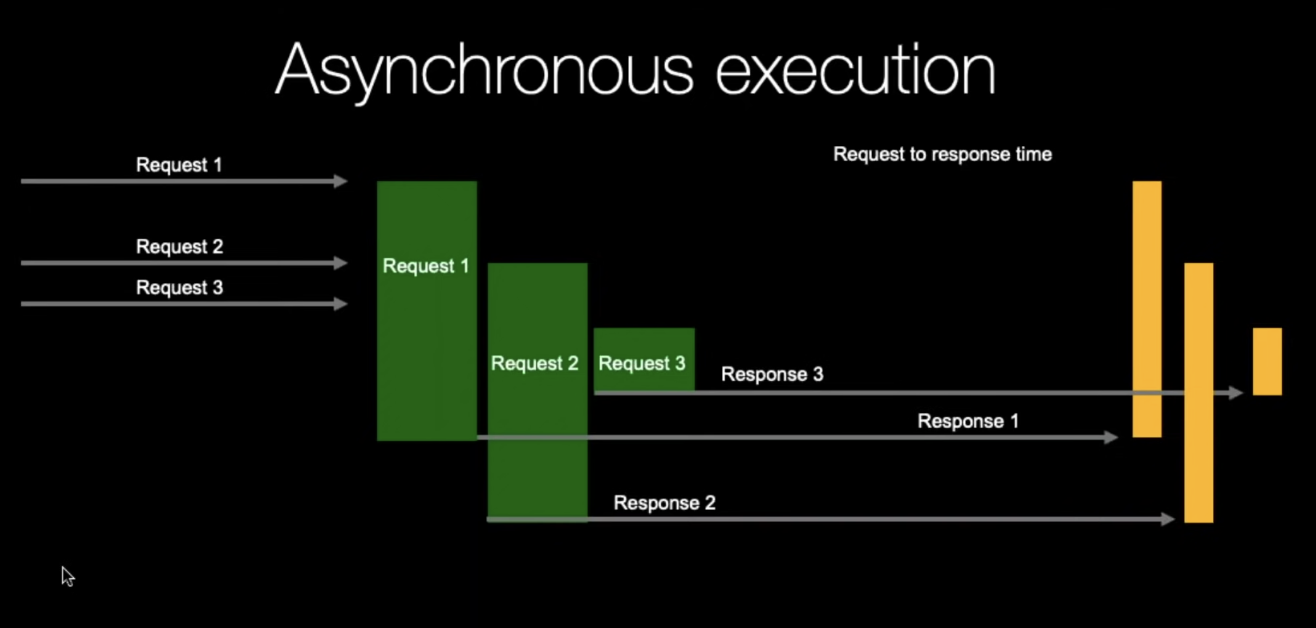 Asynchronous execution
Request to response time
Request 1
Request 2
Request 3
Request 1
Request 2
Request 3
Response 3
Response 1
Response 2